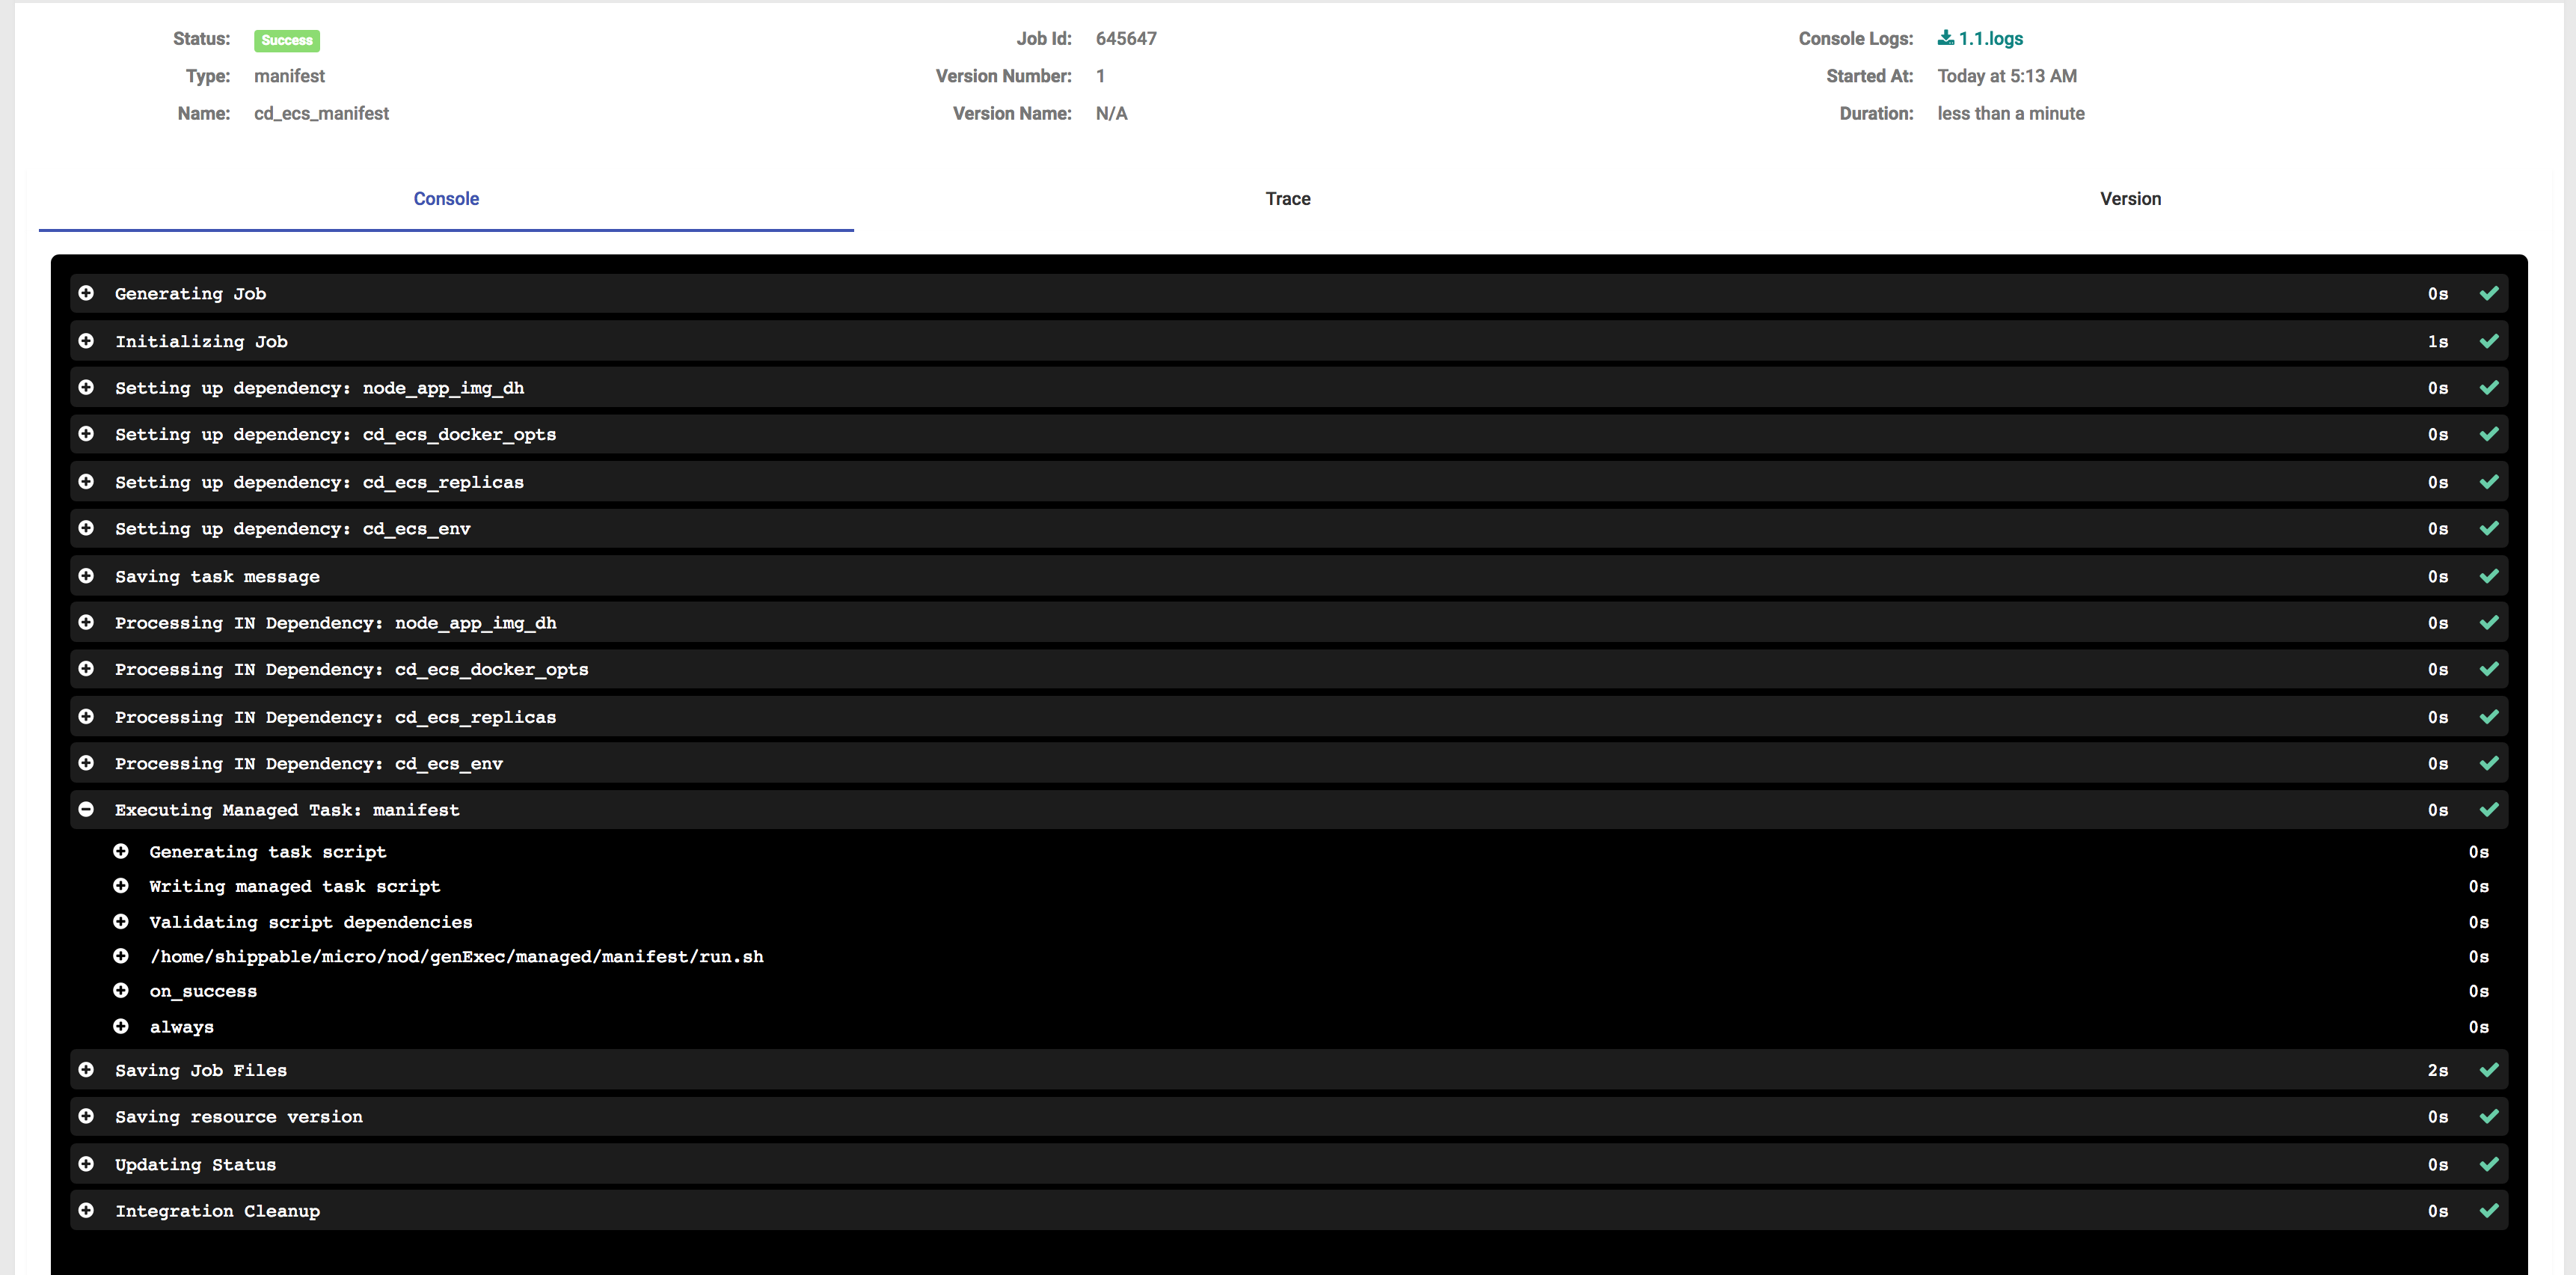 Status: Success Job Id: 645647 Console Logs: 1.1.logs
Type: manifest Version Number: 1 Started At: Today at 5:13 AM
Name: cd_ecs_manifest Version Name: N/A Duration: less than a minute
Console Trace Version
Generating Job 0s
Initializing Job 1s
Setting up dependency: node_app_img_dh 0s
Setting up dependency: cd_ecs_docker_opts 0s
Setting up dependency: cd_ecs_replicas 0s
Setting up dependency: cd_ecs_env 0s
Saving task message 0s
Processing IN Dependency: node_app_img_dh 0s
Processing IN Dependency: cd_ecs_docker_opts 0s
Processing IN Dependency: cd_ecs_replicas 0s
Processing IN Dependency: cd_ecs_env 0s
Executing Managed Task: manifest 0s
Generating task script 0s
Writing managed task script 0s
Validating script dependencies 0s
/home/shippable/micro/nod/genExec/managed/manifest/run.sh 0s
on_success 0s
always 0s
Saving Job Files 2s
Saving resource version 0s
Updating Status 0s
Integration Cleanup 0s